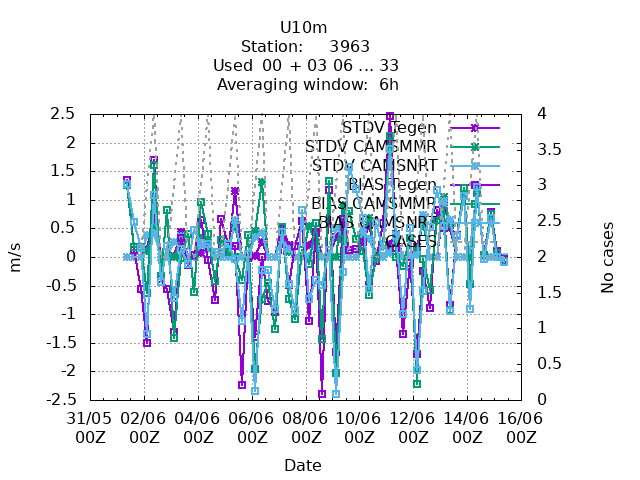 U10m
Station: 3963
Used 00 + 03 06 ... 33
Averaging window: 6h
2.5
2
1.5
1
0.5
0
-0.5
-1
-1.5
-2
-2.5
m/s
4
3.5
3
2.5
2
1.5
1
0.5
0
No cases
STDV Tegen
STDV CAMSMMR
STDV CAMSNRT
BIAS Tegen
BIAS CAMSMMR
BIAS CAMSNRT
CASES
31/05 02/06 04/06 06/06 08/06 10/06 12/06 14/06 16/06
00Z 00Z 00Z 00Z 00Z 00Z 00Z 00Z 00Z
Date